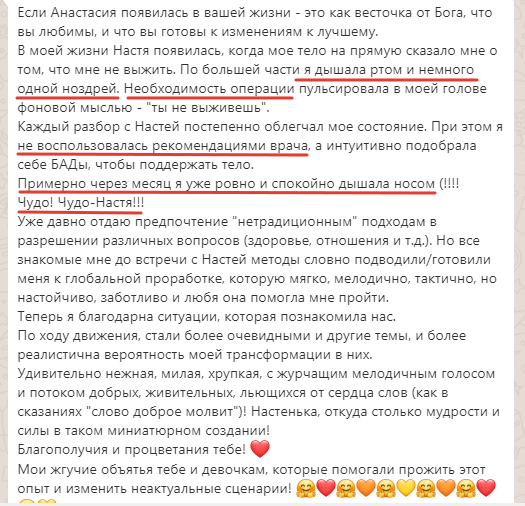 Если Анастасия появилась в вашей жизни - это как весточка от Бога, что
вы любимы, и что вы готовы к изменениям к лучшему.
В моей жизни Настя появилась, когда мое тело на прямую сказало мне о
том, что мне не выжить. По большей части я дышала ртом и немного
одной ноздрей. Необходимость операции пульсировала в моей голове
фоновой мыслью - "ты не выживешь".
Каждый разбор с Настей постепенно облегчал мое состояние. При этом я
не воспользовалась рекомендациями врача, а интуитивно подобрала
себе БАДы, чтобы поддержать тело.
Примерно через месяц я уже ровно и спокойно дышала носом (!!!!
Чудо! Чудо-Настя!!!
Уже давно отдаю предпочтение "нетрадиционным" подходам в
разрешении различных вопросов (здоровье, отношения и т.д.). Но все
знакомые мне до встречи с Настей методы словно подводили/готовили
меня к глобальной проработке, которую мягко, мелодично, тактично, но
настойчиво, заботливо и любя она помогла мне пройти.
Теперь я благодарна ситуации, которая познакомила нас.
По ходу движения, стали более очевидными и другие темы, и более
реалистична вероятность моей трансформации в них.
Удивительно нежная, милая, хрупкая, с журчащим мелодичным голосом
и потоком добрых, живительных, льющихся от сердца слов (как в
сказаниях "слово доброе молвит")! Настенька, откуда столько мудрости и
силы в таком миниатюрном создании!
Благополучия и процветания тебе! ❤️
Мои жгучие объятья тебе и девочкам, которые помогали прожить этот
опыт и изменить неактуальные сценарии! 🤗❤️🤗🧡🤗💛🤗🧡🤗❤️